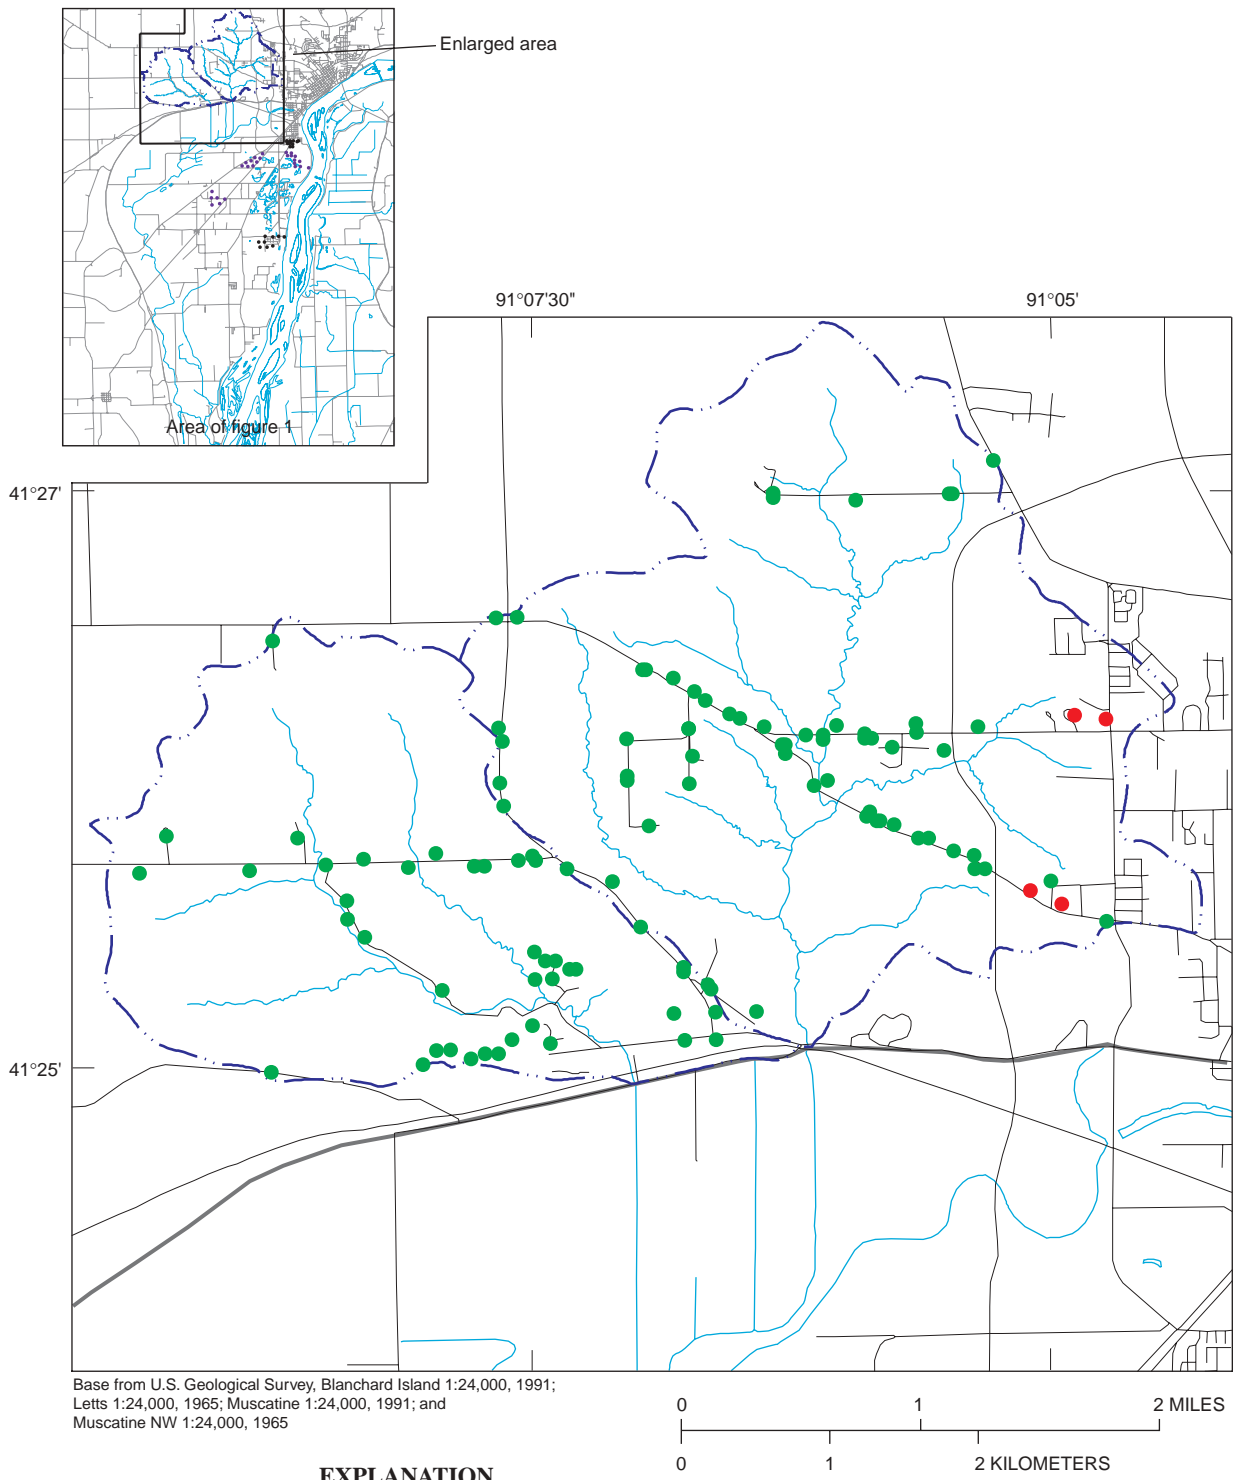 Enlarged area
Area of figure 1
91°07'30"
91°05'
41°27'
41°25'
Base from U.S. Geological Survey, Blanchard Island 1:24,000, 1991;
Letts 1:24,000, 1965; Muscatine 1:24,000, 1991; and
Muscatine NW 1:24,000, 1965
0 1 2 MILES
0 1 2 KILOMETERS
EXPLANATION